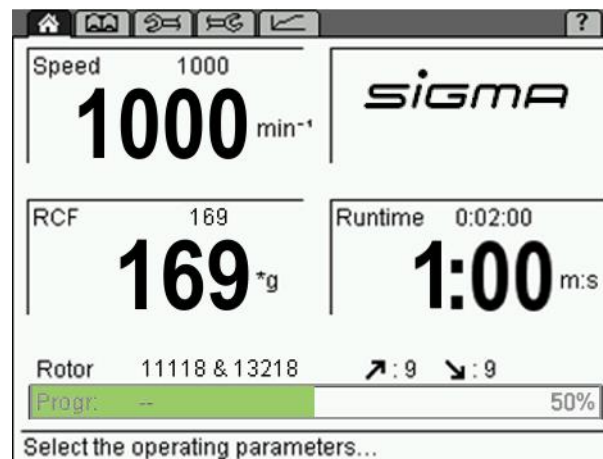 ?
Speed 1000
1000 min⁻¹
sigma
RCF 169
169 *g
Runtime 0:02:00
1:00 m:s
Rotor 11118 & 13218 ↗: 9 ↘: 9
Progr: -- 50%
Select the operating parameters...